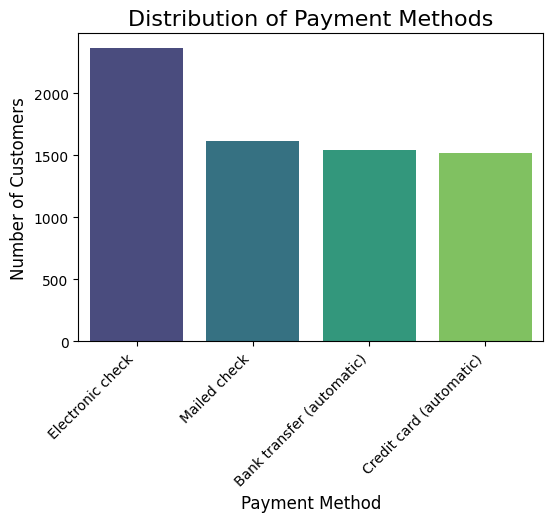 Distribution of Payment Methods
Number of Customers
2000
1500
1000
500
0
Electronic check
Mailed check
Bank transfer (automatic)
Credit card (automatic)
Payment Method